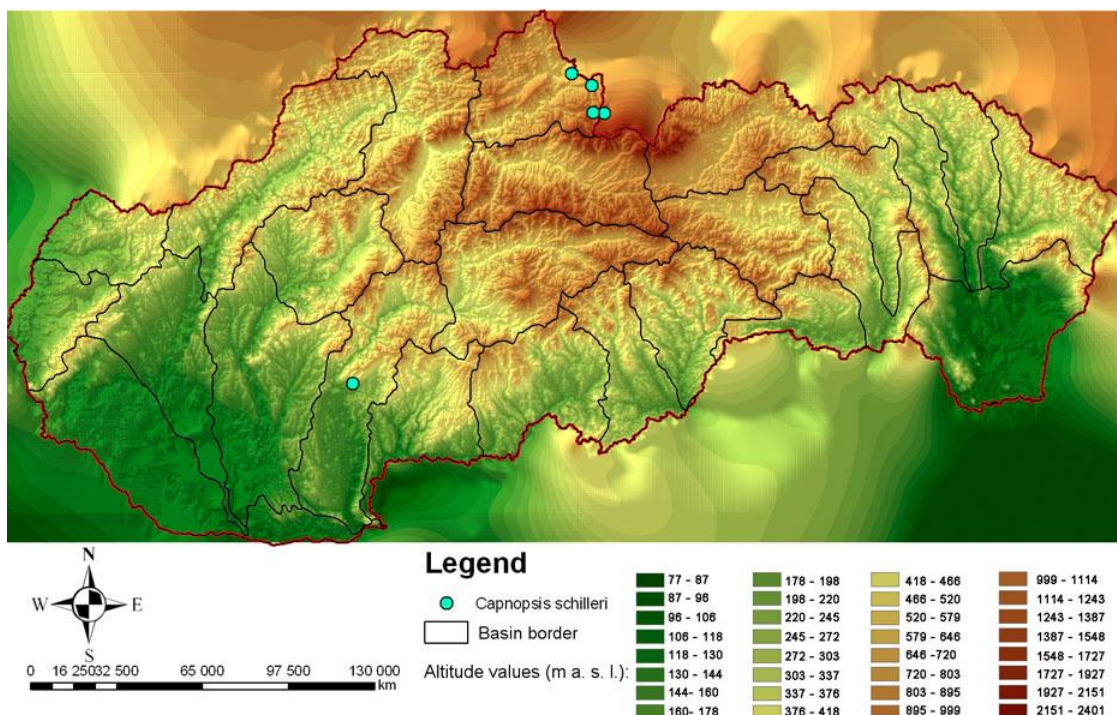 Legend
Capnopsis schilleri
Basin border
Altitude values (m a. s. l.):
N
W E
S
0 16 25032 500 65 000 97 500 130 000
km
77 - 87
87 - 96
96 - 106
106 - 118
118 - 130
130 - 144
144- 160
160- 178
178 - 198
198 - 220
220 - 245
245 - 272
272 - 303
303 - 337
337 - 376
376 - 418
418 - 466
466 - 520
520 - 579
579 - 646
646 -720
720 - 803
803 - 895
895 - 999
999 - 1114
1114 - 1243
1243 - 1387
1387 - 1548
1548 - 1727
1727 - 1927
1927 - 2151
2151 - 2401